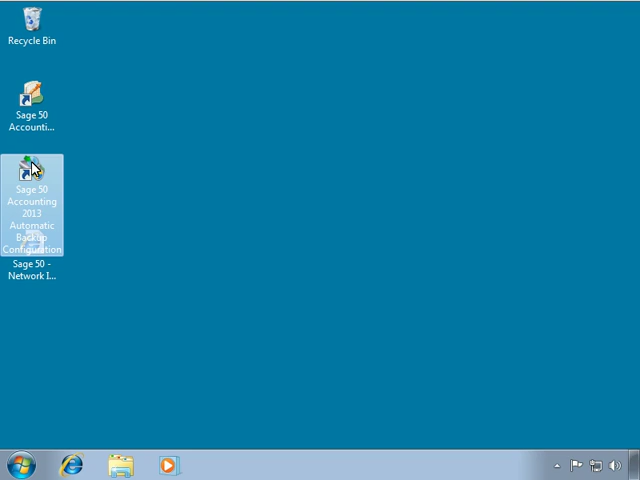 Recycle Bin
Sage 50
Accounti...
Sage 50
Accounting
2013
Automatic
Backup
Configuration
Sage 50 -
Network I...